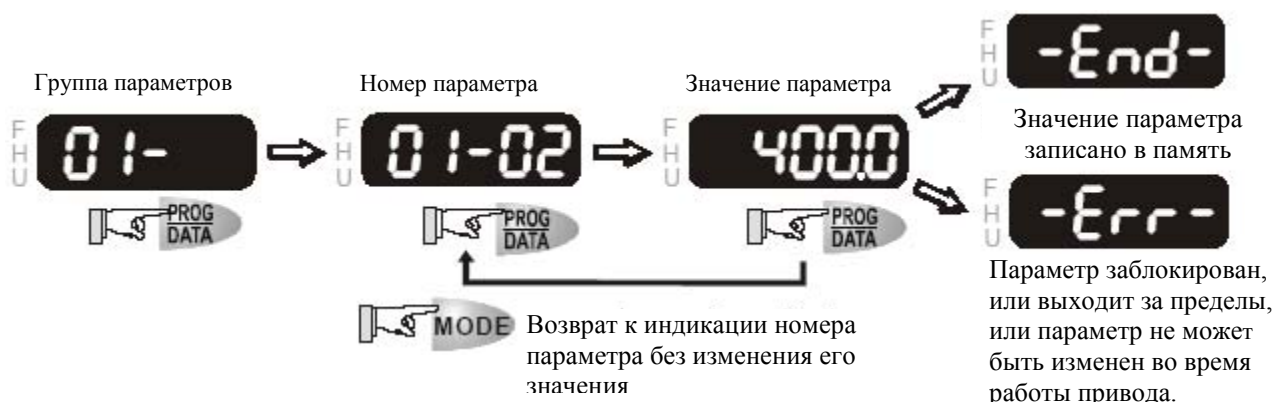 Группа параметров
F
H
U
01-
PROG
DATA
Номер параметра
F
H
U
01-02
PROG
DATA
Значение параметра
F
H
U
400.0
PROG
DATA
F
H
U
-End-
Значение параметра
записано в память
F
H
U
-Err-
Параметр заблокирован,
или выходит за пределы,
или параметр не может
быть изменен во время
работы привода.
MODE
Возврат к индикации номера
параметра без изменения его
значения